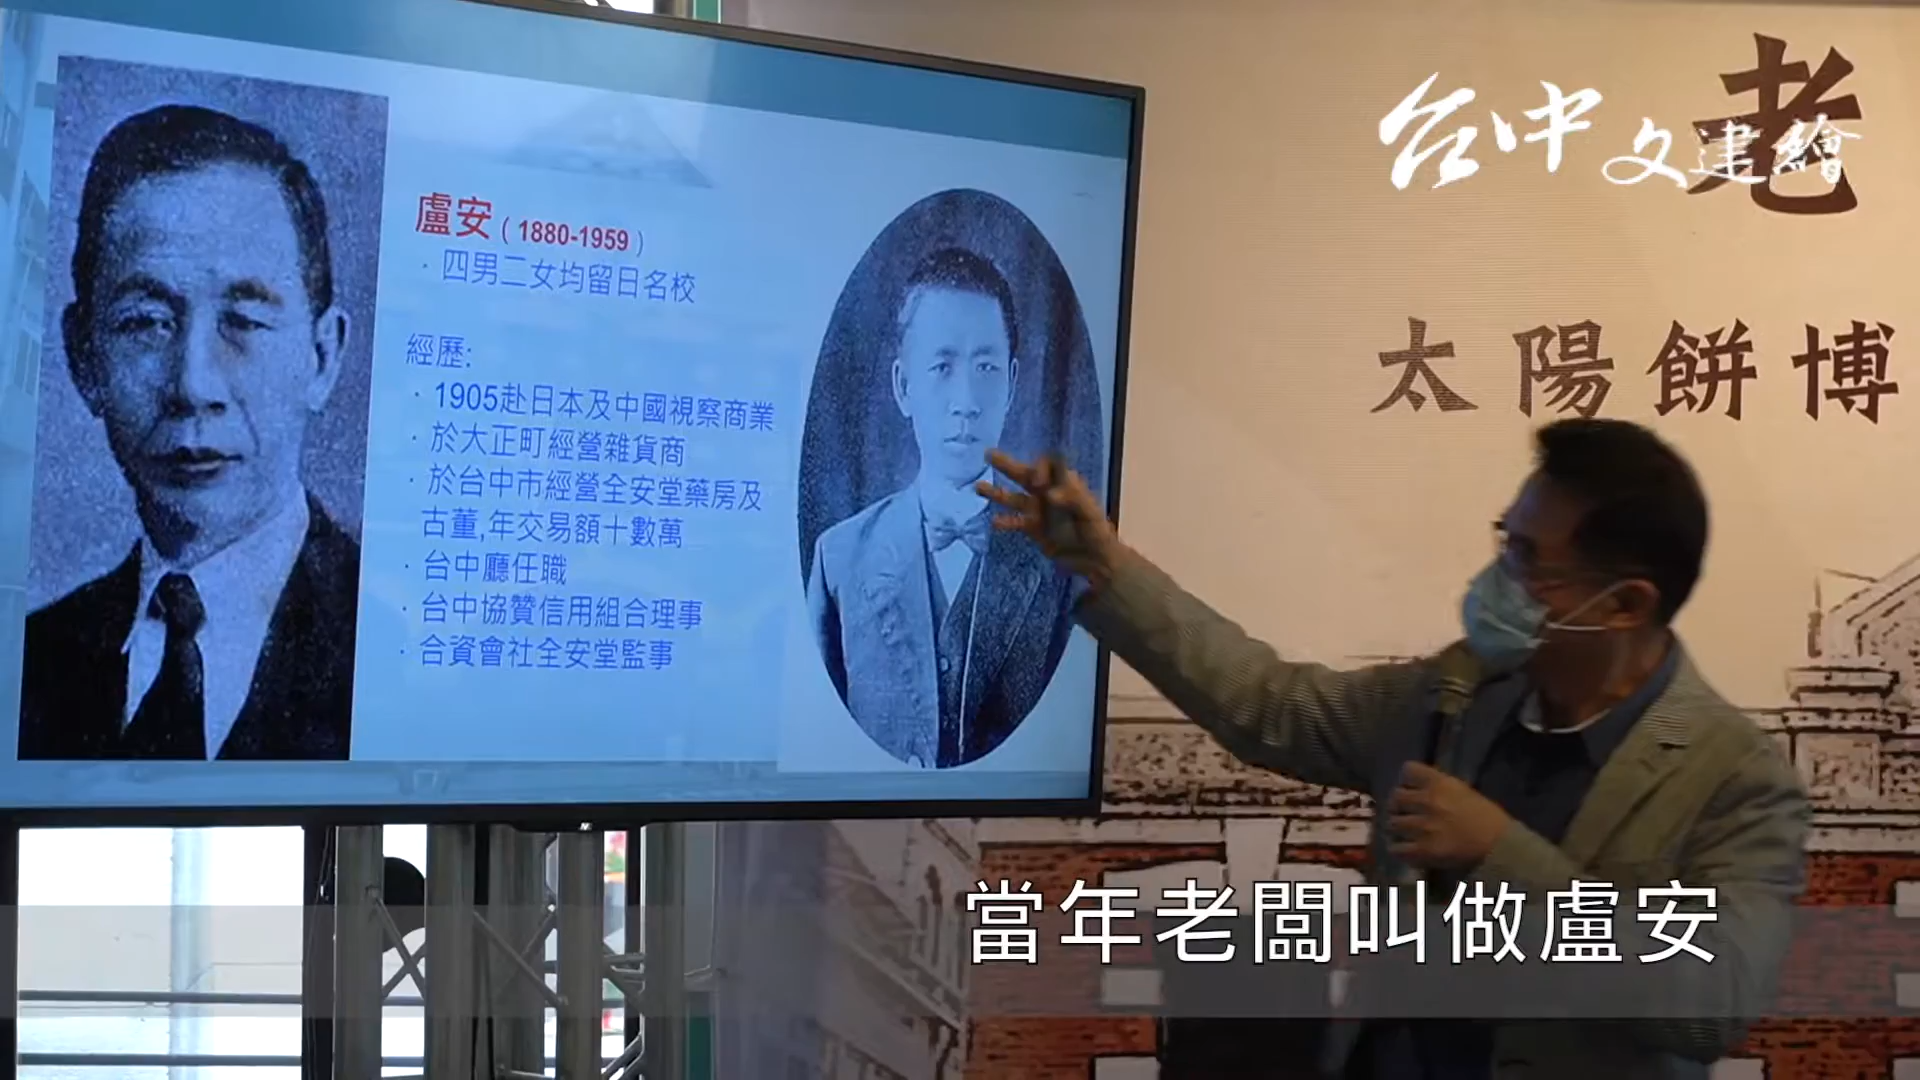 盧安 ( 1880-1959 )
· 四男二女均留日名校
經歷:
· 1905赴日本及中國視察商業
· 於大正町經營雜貨商
· 於台中市經營全安堂藥房及
古董,年交易額十數萬
· 台中廳任職
· 台中協贊信用組合理事
· 合資會社全安堂監事
老
台中文建繪
太陽餅博
當年老闆叫做盧安